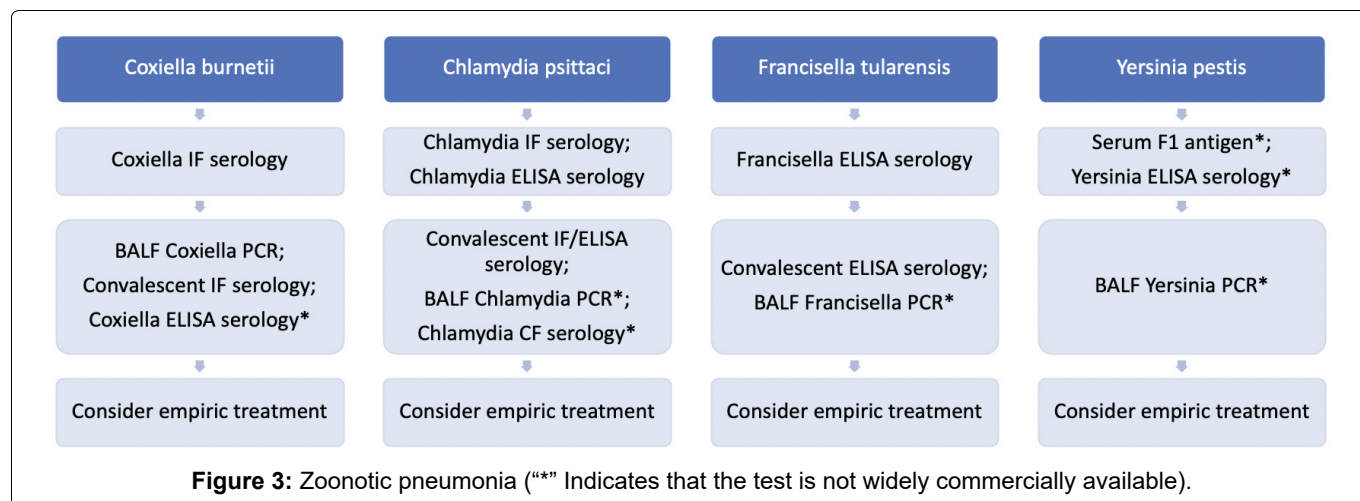 Coxiella burnetii
Chlamydia psittaci
Francisella tularensis
Yersinia pestis
Coxiella IF serology
Chlamydia IF serology;
Chlamydia ELISA serology
Francisella ELISA serology
Serum F1 antigen*;
Yersinia ELISA serology*
BALF Coxiella PCR;
Convalescent IF serology;
Coxiella ELISA serology*
Convalescent IF/ELISA
serology;
BALF Chlamydia PCR*;
Chlamydia CF serology*
Convalescent ELISA serology;
BALF Francisella PCR*
BALF Yersinia PCR*
Consider empiric treatment
Consider empiric treatment
Consider empiric treatment
Consider empiric treatment
Figure 3: Zoonotic pneumonia (“*” Indicates that the test is not widely commercially available).